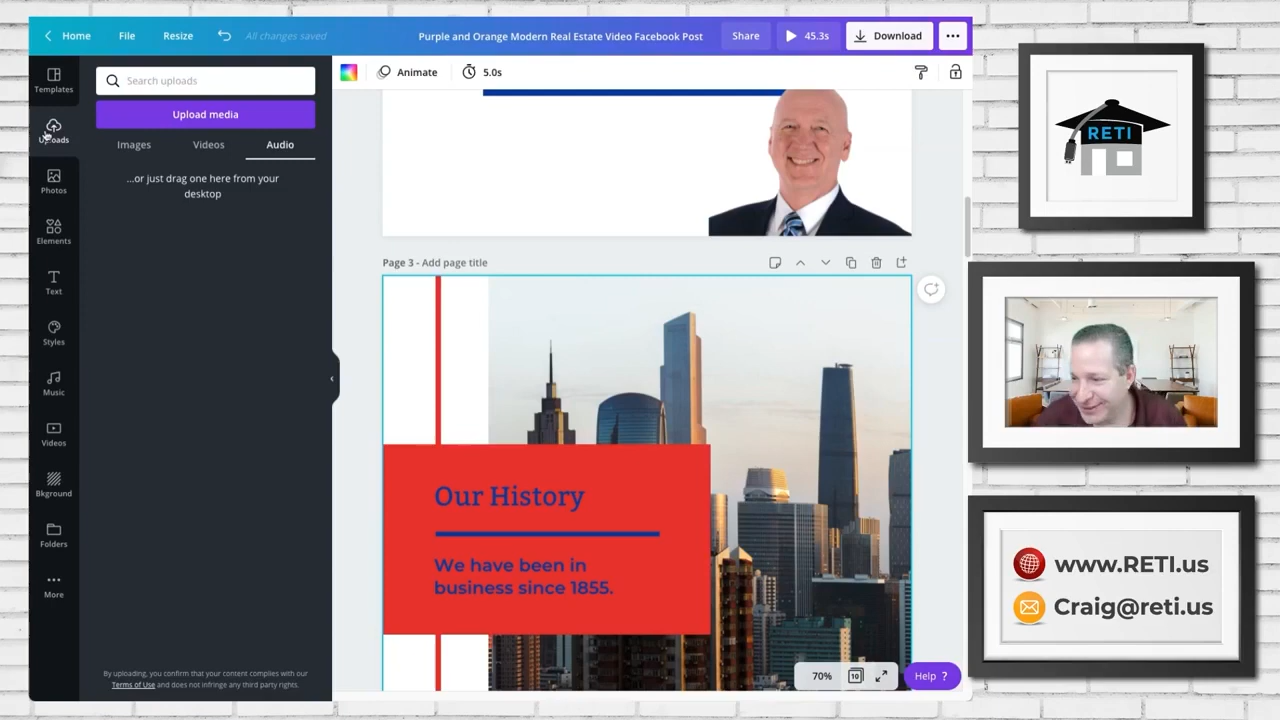 Home
File
Resize
All changes saved
Purple and Orange Modern Real Estate Video Facebook Post
Share
45.3s
Download
Templates
Uploads
Photos
Elements
Text
Styles
Music
Videos
Bkground
Folders
More
Search uploads
Upload media
Images
Videos
Audio
...or just drag one here from your
desktop
By uploading, you confirm that your content complies with our
Terms of Use and does not infringe any third party rights.
Animate
5.0s
Page 3 - Add page title
Our History
We have been in
business since 1855.
70%
10
Help ?
RETI
www.RETI.us
Craig@reti.us